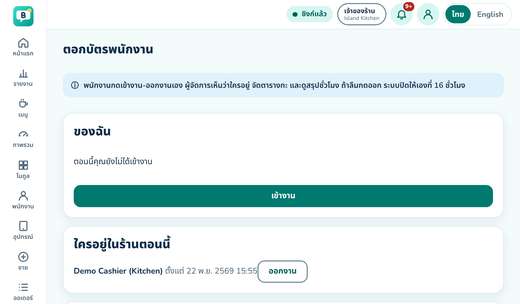 ซิงก์แล้ว
เจ้าของร้าน
Island Kitchen
9+
ไทย
English
B
หน้าแรก
รายงาน
เมนู
ภาพรวม
โมดูล
พนักงาน
อุปกรณ์
ขาย
ออเดอร์
ตอกบัตรพนักงาน
พนักงานกดเข้างาน-ออกงานเอง ผู้จัดการเห็นว่าใครอยู่ จัดตารางกะ และดูสรุปชั่วโมง ถ้าลืมกดออก ระบบปิดให้เองที่ 16 ชั่วโมง
ของฉัน
ตอนนี้คุณยังไม่ได้เข้างาน
เข้างาน
ใครอยู่ในร้านตอนนี้
Demo Cashier (Kitchen) ตั้งแต่ 22 พ.ย. 2569 15:55 ออกงาน